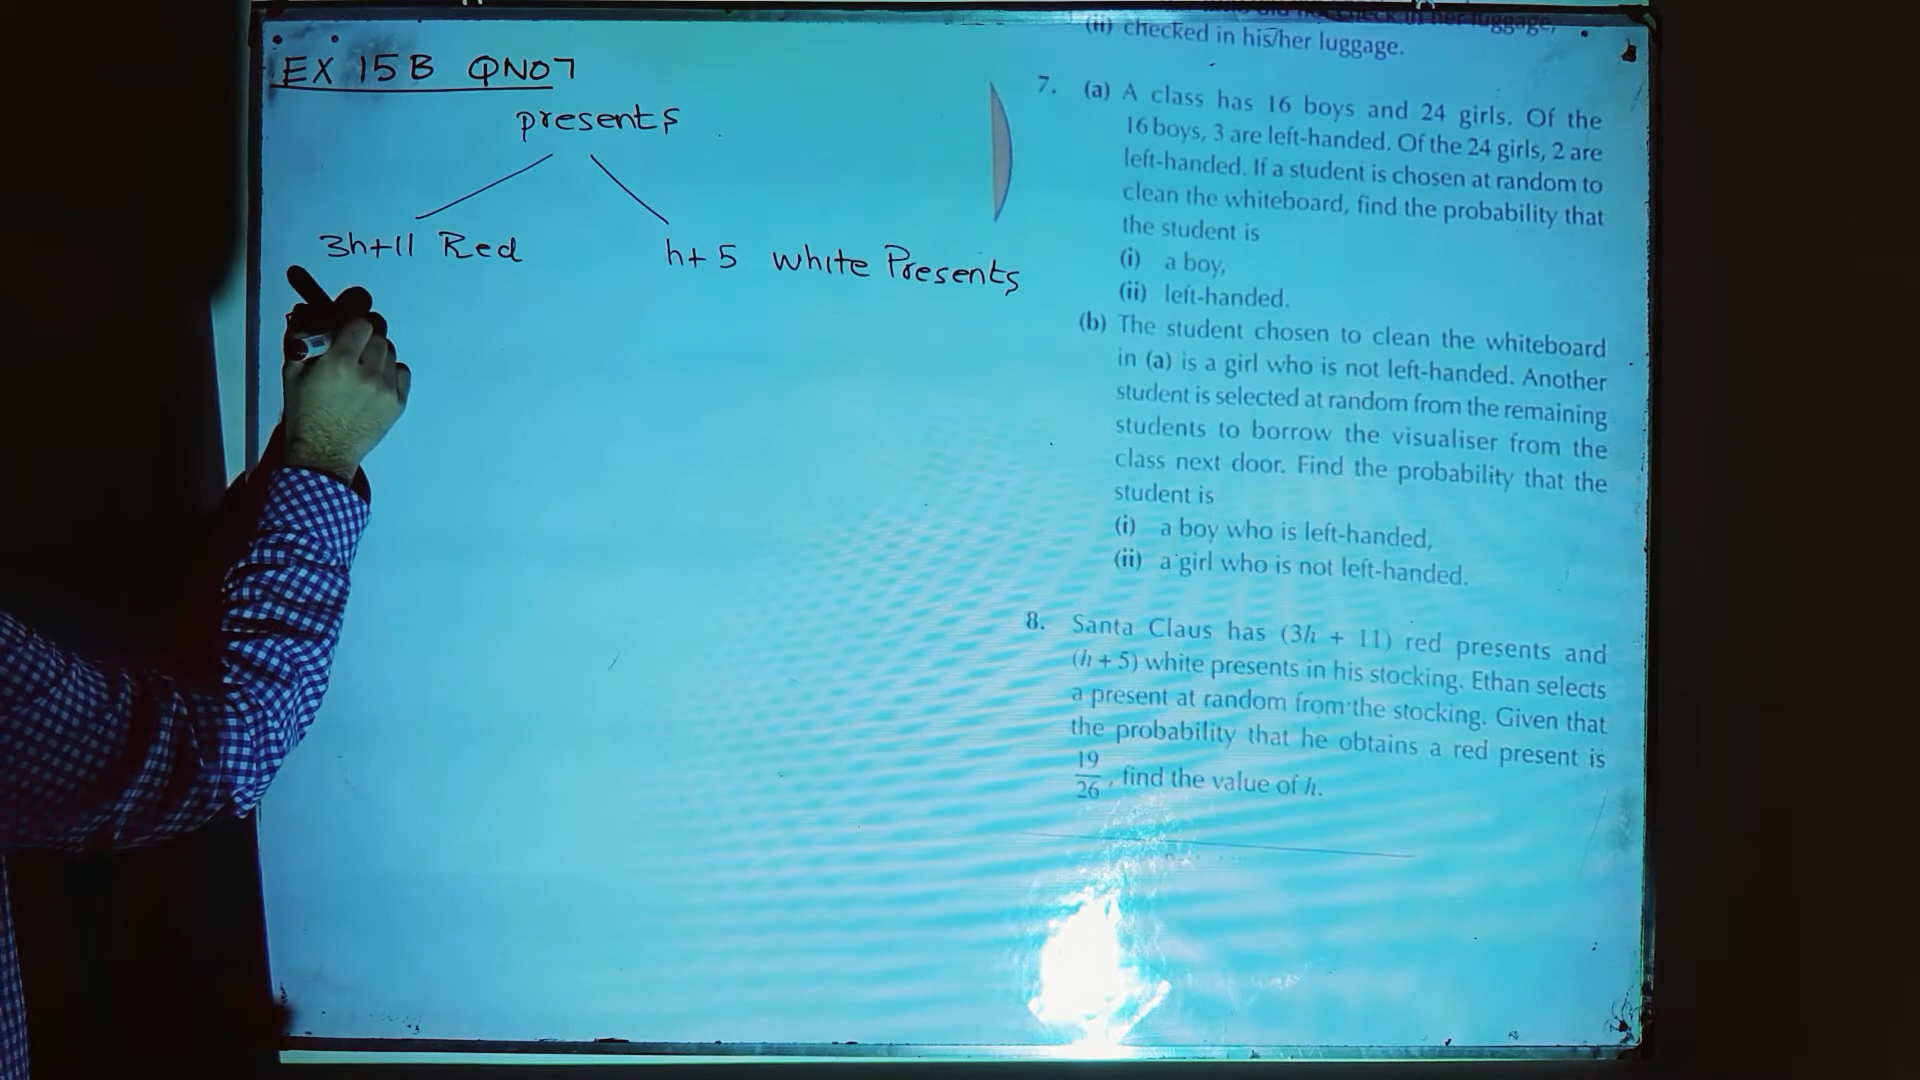 EX 15B QN07
presents
3h+11 Red
h+5 white Presents
luggage,
(ii) checked in his/her luggage.
7. (a) A class has 16 boys and 24 girls. Of the
16 boys, 3 are left-handed. Of the 24 girls, 2 are
left-handed. If a student is chosen at random to
clean the whiteboard, find the probability that
the student is
(i) a boy,
(ii) left-handed.
(b) The student chosen to clean the whiteboard
in (a) is a girl who is not left-handed. Another
student is selected at random from the remaining
students to borrow the visualiser from the
class next door. Find the probability that the
student is
(i) a boy who is left-handed,
(ii) a girl who is not left-handed.
8. Santa Claus has (3h + 11) red presents and
(h + 5) white presents in his stocking. Ethan selects
a present at random from the stocking. Given that
the probability that he obtains a red present is
19/26, find the value of h.